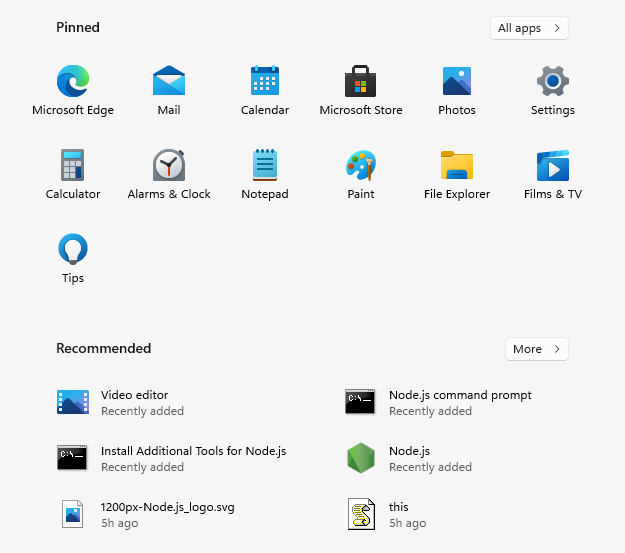 Pinned
All apps
Microsoft Edge
Mail
Calendar
Microsoft Store
Photos
Settings
Calculator
Alarms & Clock
Notepad
Paint
File Explorer
Films & TV
Tips
Recommended
More
Video editor
Recently added
Node.js command prompt
Recently added
Install Additional Tools for Node.js
Recently added
Node.js
Recently added
1200px-Node.js_logo.svg
5h ago
this
5h ago